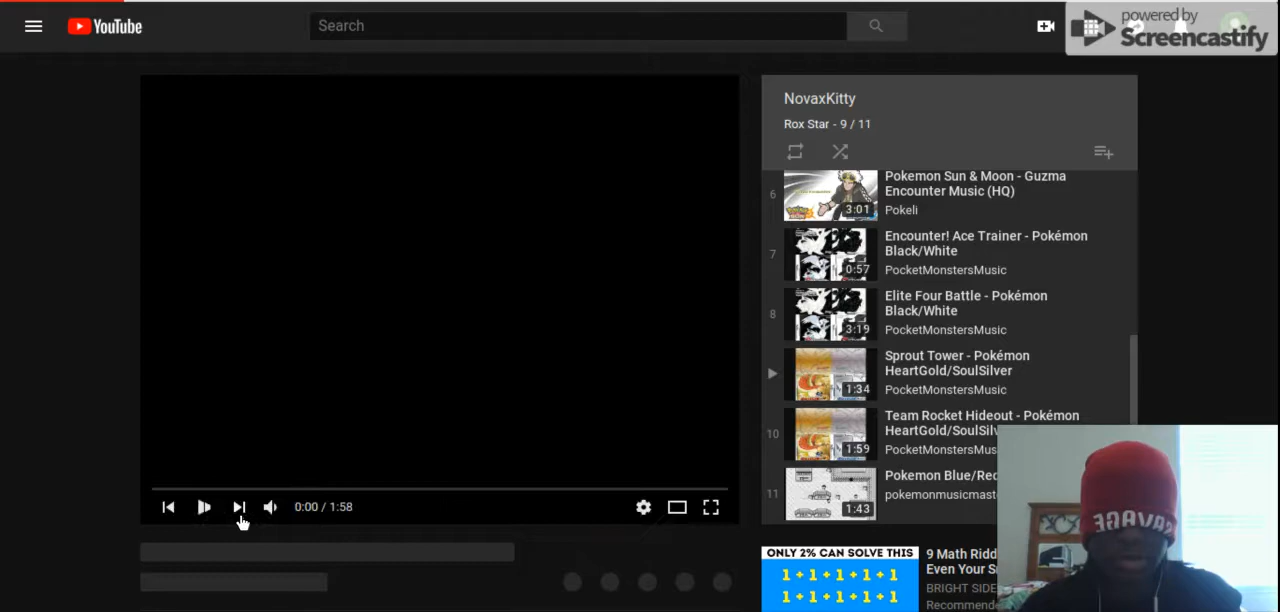 YouTube
Search
powered by
Screencastify
NovaxKitty
Rox Star - 9 / 11
6
Pokemon Sun & Moon - Guzma
Encounter Music (HQ)
3:01
Pokeli
7
Encounter! Ace Trainer - Pokémon
Black/White
0:57
PocketMonstersMusic
8
Elite Four Battle - Pokémon
Black/White
3:19
PocketMonstersMusic
Sprout Tower - Pokémon
HeartGold/SoulSilver
1:34
PocketMonstersMusic
10
Team Rocket Hideout - Pokémon
HeartGold/SoulSilv
1:59
PocketMonstersMus
11
Pokemon Blue/Red
pokemonmusicmast
1:43
0:00 / 1:58
ONLY 2% CAN SOLVE THIS
1+1+1+1+1+1
1+1+1+1+1+1
9 Math Ridd
Even Your S
BRIGHT SIDE
Recommend
SAVAGE